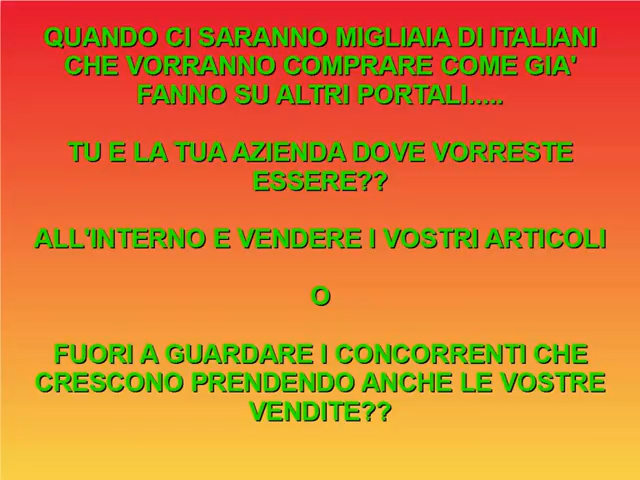 QUANDO CI SARANNO MIGLIAIA DI ITALIANI
CHE VORRANNO COMPRARE COME GIA'
FANNO SU ALTRI PORTALI.....
TU E LA TUA AZIENDA DOVE VORRESTE
ESSERE??
ALL'INTERNO E VENDERE I VOSTRI ARTICOLI
O
FUORI A GUARDARE I CONCORRENTI CHE
CRESCONO PRENDENDO ANCHE LE VOSTRE
VENDITE??